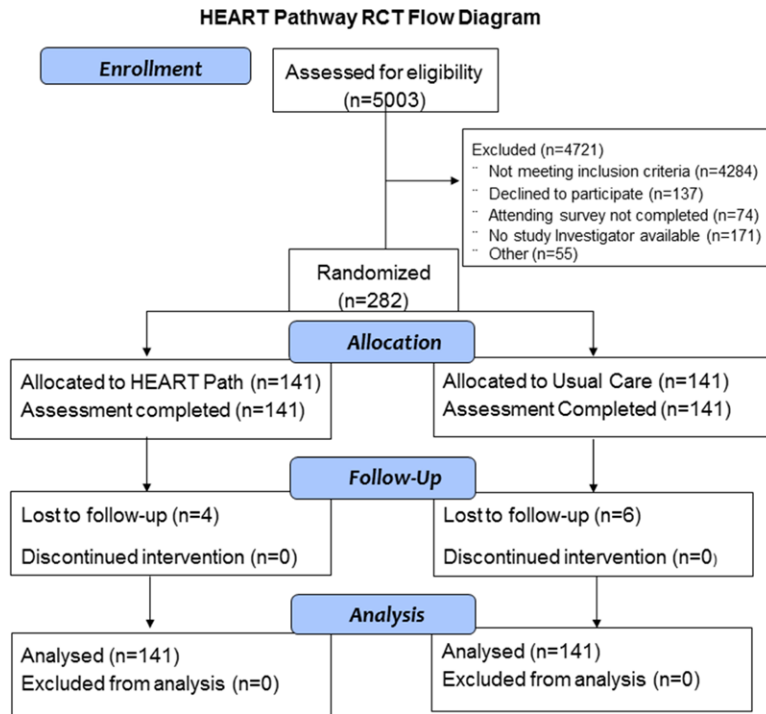 HEART Pathway RCT Flow Diagram
Enrollment
Assessed for eligibility
(n=5003)
Excluded (n=4721)
¨ Not meeting inclusion criteria (n=4284)
¨ Declined to participate (n=137)
¨ Attending survey not completed (n=74)
¨ No study Investigator available (n=171)
¨ Other (n=55)
Randomized
(n=282)
Allocation
Allocated to HEART Path (n=141)
Assessment completed (n=141)
Allocated to Usual Care (n=141)
Assessment Completed (n=141)
Follow-Up
Lost to follow-up (n=4)
Discontinued intervention (n=0)
Lost to follow-up (n=6)
Discontinued intervention (n=0)
Analysis
Analysed (n=141)
Excluded from analysis (n=0)
Analysed (n=141)
Excluded from analysis (n=0)